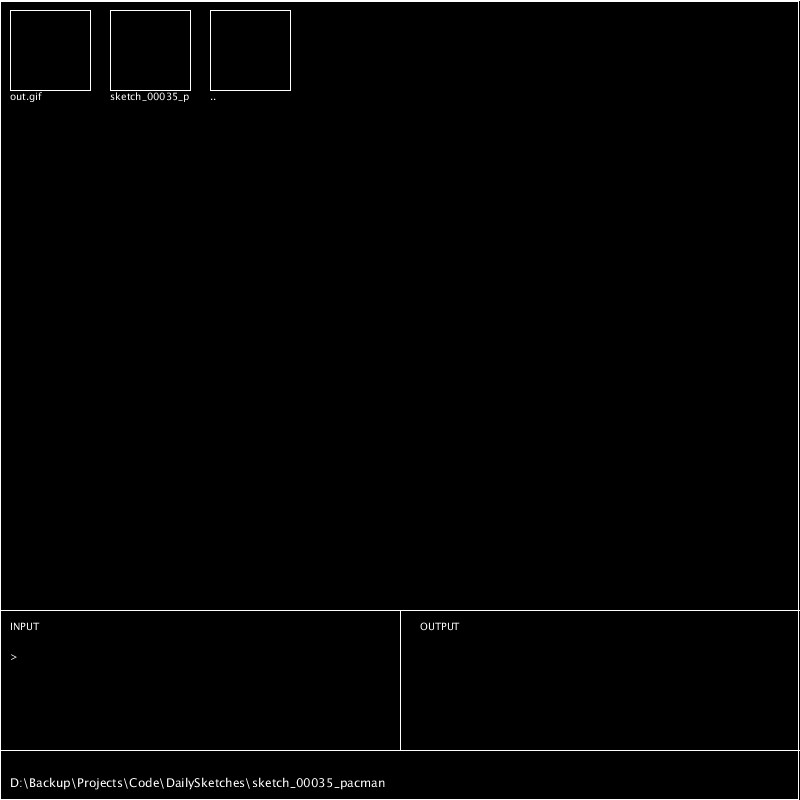 out.gif sketch_00035_p ..
INPUT OUTPUT
>
D:\Backup\Projects\Code\DailySketches\sketch_00035_pacman